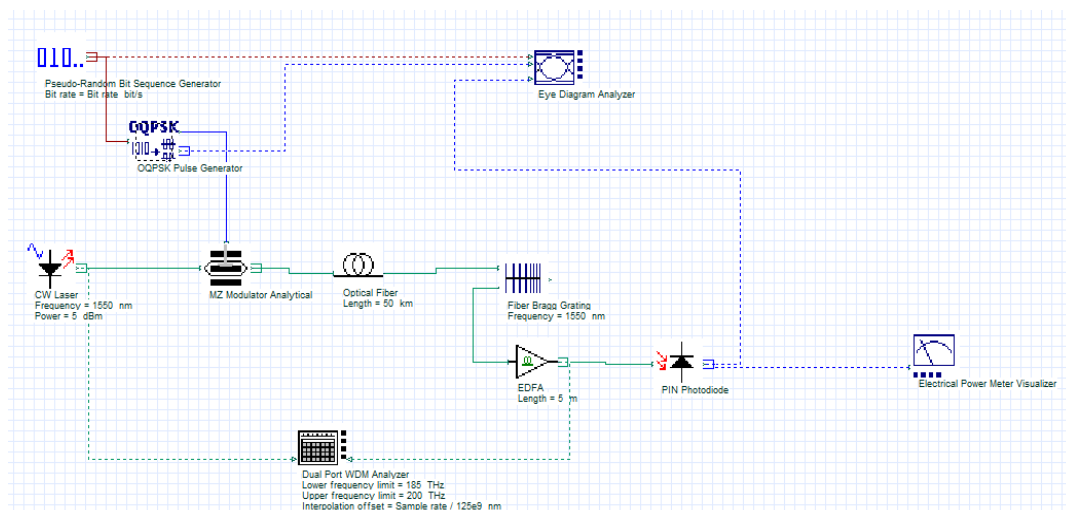 010..
Pseudo-Random Bit Sequence Generator
Bit rate = Bit rate bit/s
Eye Diagram Analyzer
OQPSK
OQPSK Pulse Generator
CW Laser
Frequency = 1550 nm
Power = 5 dBm
MZ Modulator Analytical
Optical Fiber
Length = 50 km
Fiber Bragg Grating
Frequency = 1550 nm
EDFA
Length = 5 m
PIN Photodiode
Electrical Power Meter Visualizer
Dual Port WDM Analyzer
Lower frequency limit = 185 THz
Upper frequency limit = 200 THz
Interpolation offset = Sample rate / 125e9 nm